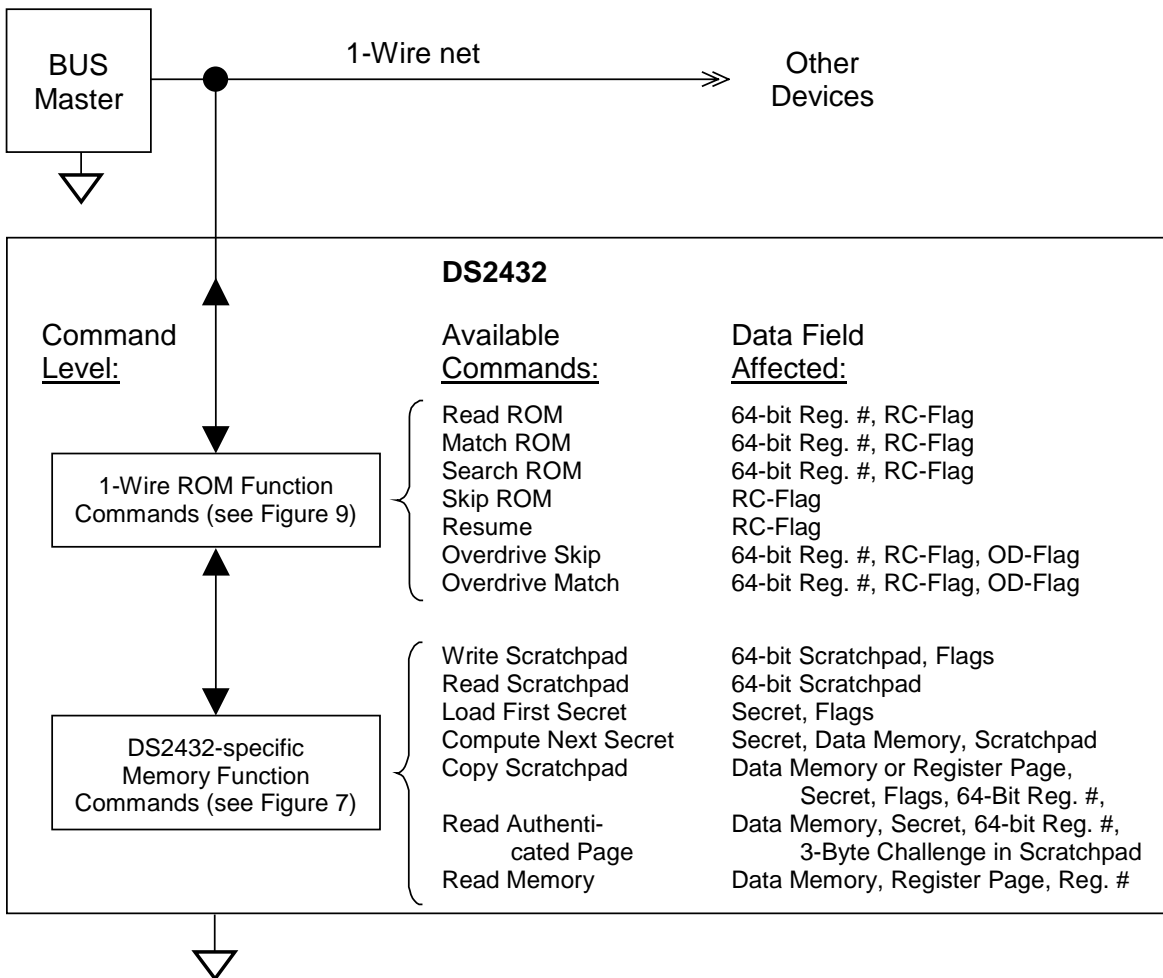 BUS
Master
1-Wire net
Other
Devices
DS2432
Command
Level:
Available
Commands:
Data Field
Affected:
1-Wire ROM Function
Commands (see Figure 9)
Read ROM 64-bit Reg. #, RC-Flag
Match ROM 64-bit Reg. #, RC-Flag
Search ROM 64-bit Reg. #, RC-Flag
Skip ROM RC-Flag
Resume RC-Flag
Overdrive Skip 64-bit Reg. #, RC-Flag, OD-Flag
Overdrive Match 64-bit Reg. #, RC-Flag, OD-Flag
DS2432-specific
Memory Function
Commands (see Figure 7)
Write Scratchpad 64-bit Scratchpad, Flags
Read Scratchpad 64-bit Scratchpad
Load First Secret Secret, Flags
Compute Next Secret Secret, Data Memory, Scratchpad
Copy Scratchpad Data Memory or Register Page,
Secret, Flags, 64-Bit Reg. #,
Read Authenti- Data Memory, Secret, 64-bit Reg. #,
cated Page 3-Byte Challenge in Scratchpad
Read Memory Data Memory, Register Page, Reg. #